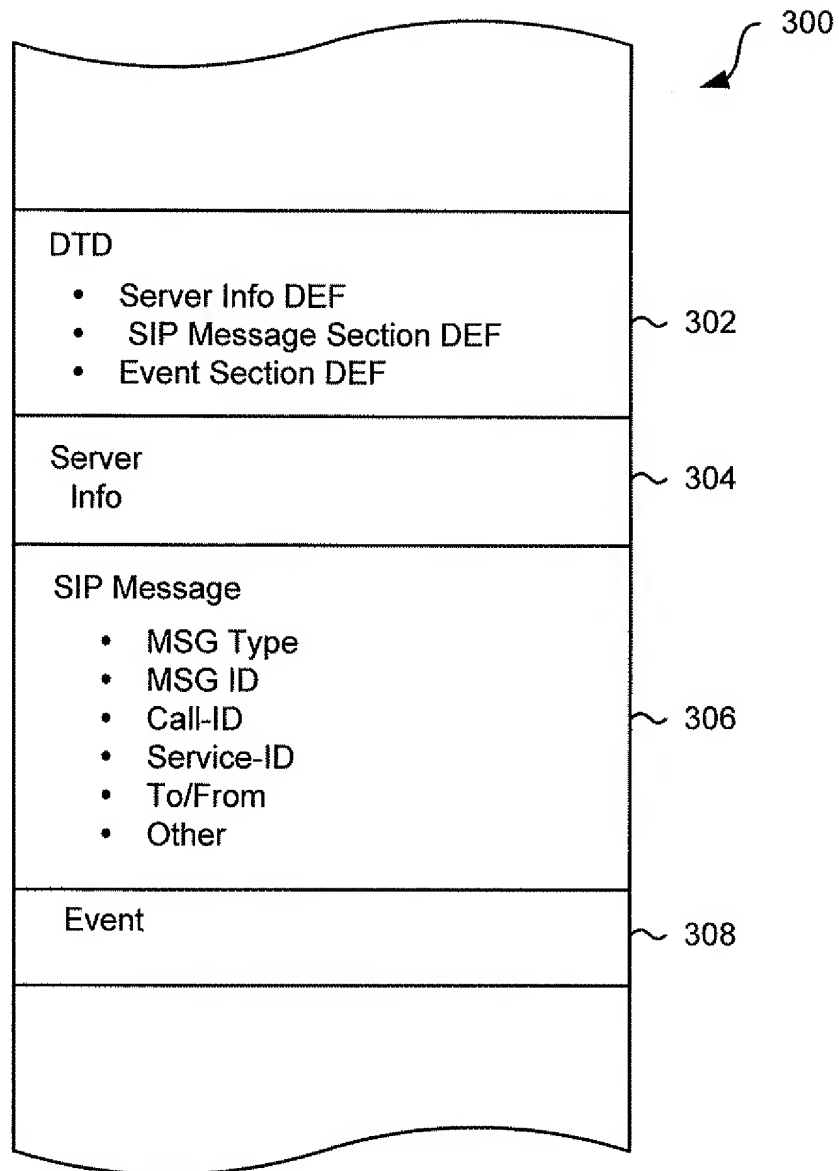 300
DTD
• Server Info DEF
• SIP Message Section DEF
• Event Section DEF
302
Server
Info
304
SIP Message
• MSG Type
• MSG ID
• Call-ID
• Service-ID
• To/From
• Other
306
Event
308